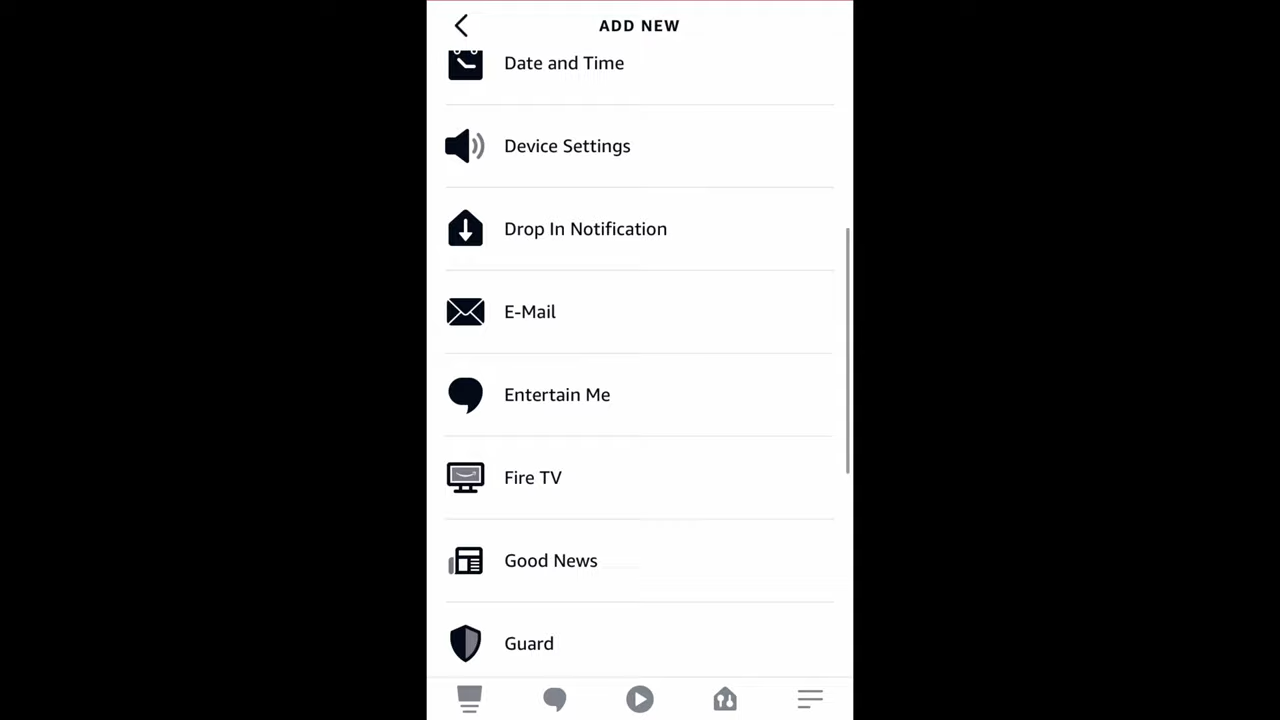 ADD NEW
Date and Time
Device Settings
Drop In Notification
E-Mail
Entertain Me
Fire TV
Good News
Guard